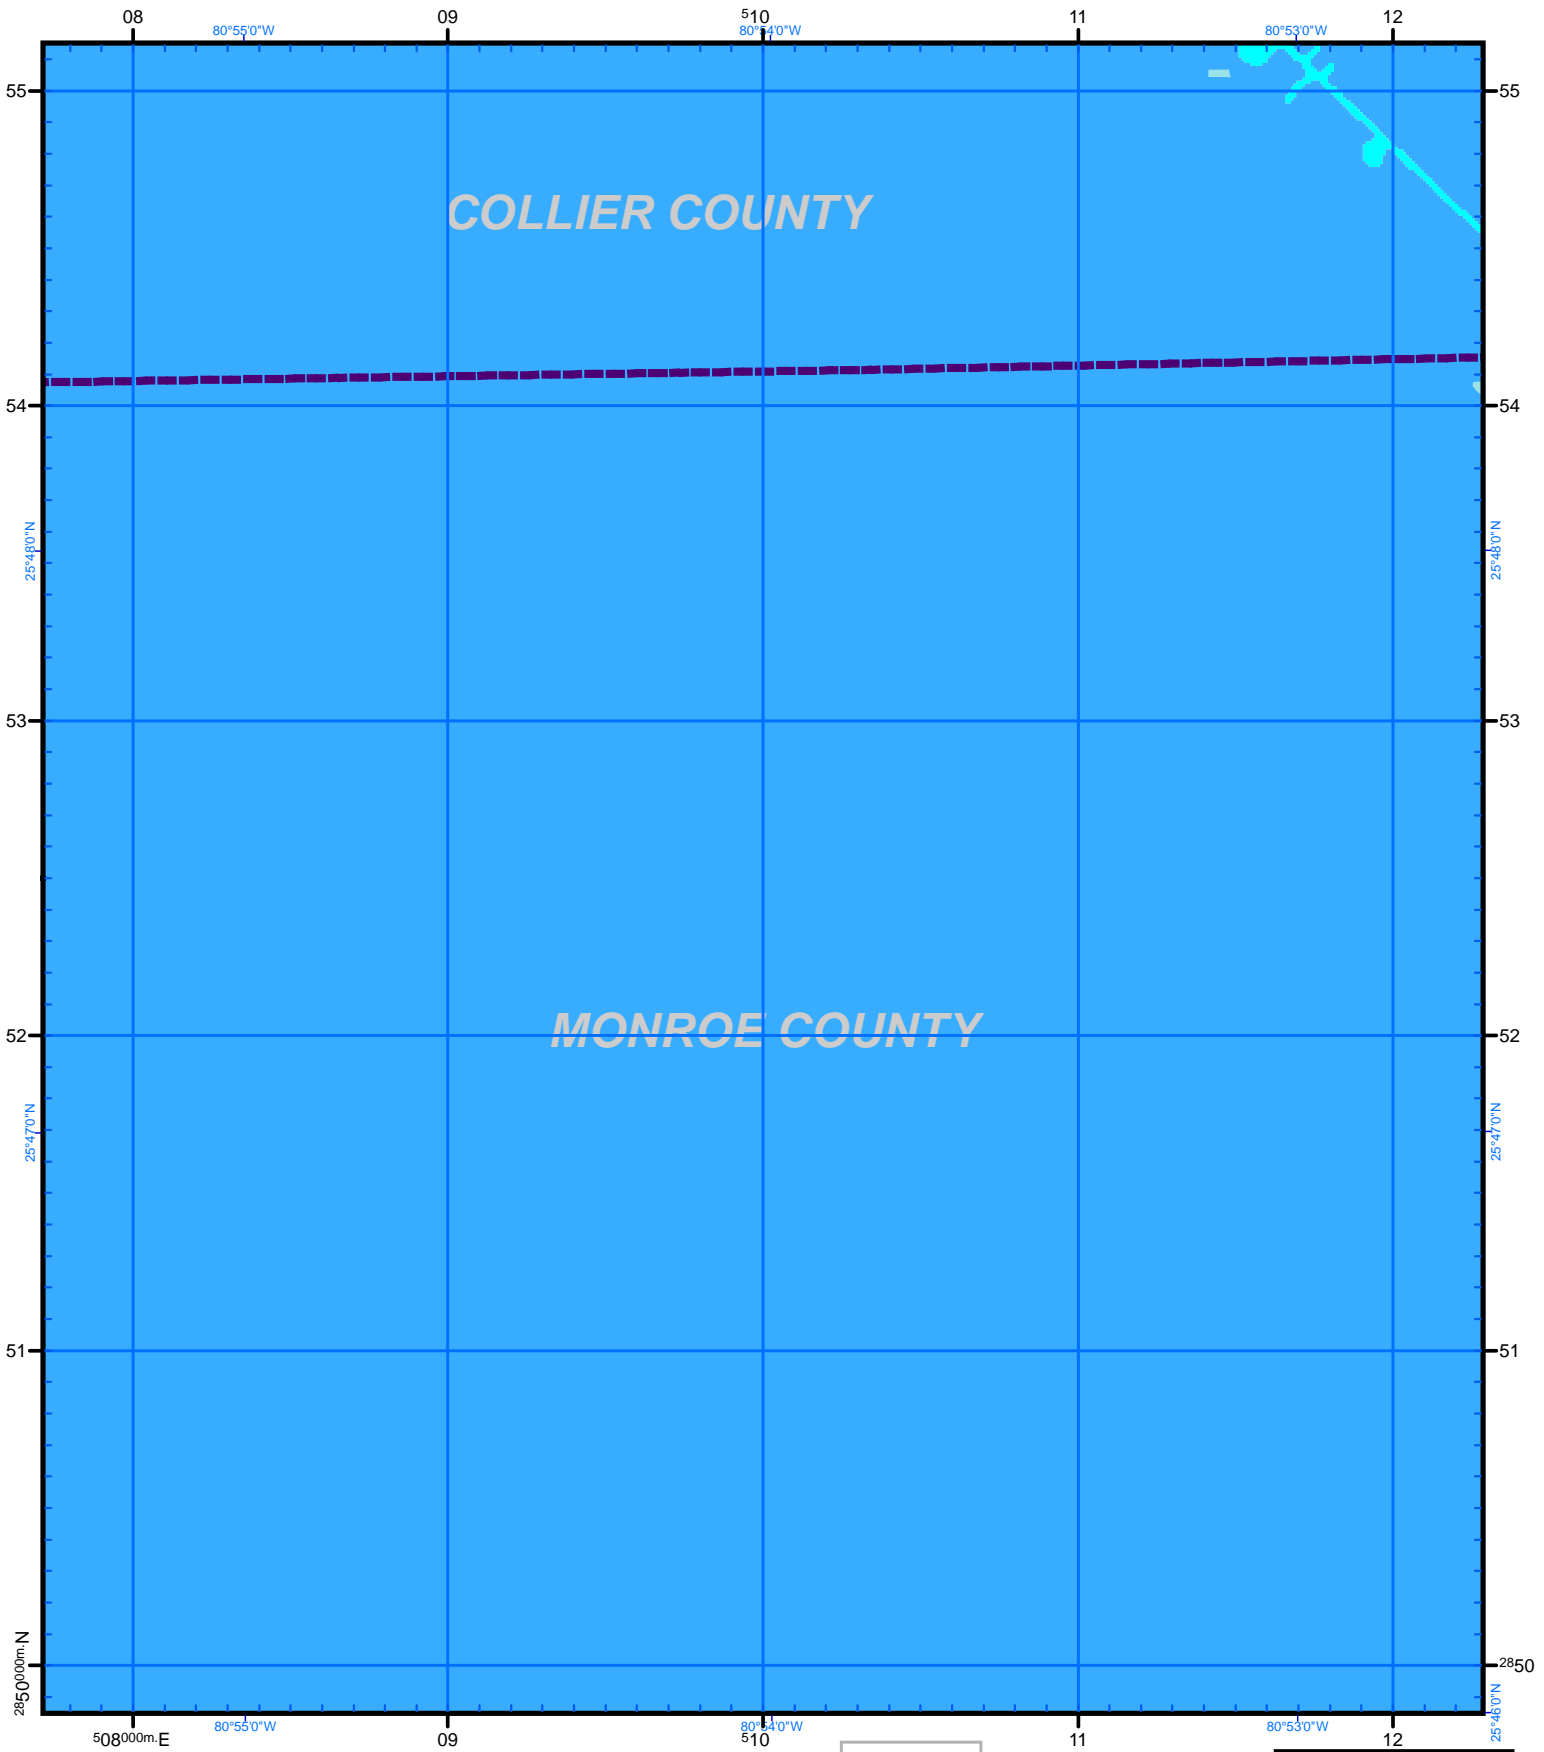 08 09 510 11 12
80°55'0"W 80°54'0"W 80°53'0"W
55 55
COLLIER COUNTY
54 54
25°48'0"N 25°48'0"N
53 53
MONROE COUNTY
52 52
25°47'0"N 25°47'0"N
51 51
2850000m.N 2850
25°46'0"N
80°55'0"W 80°54'0"W 80°53'0"W
508000m.E 09 510 11 12